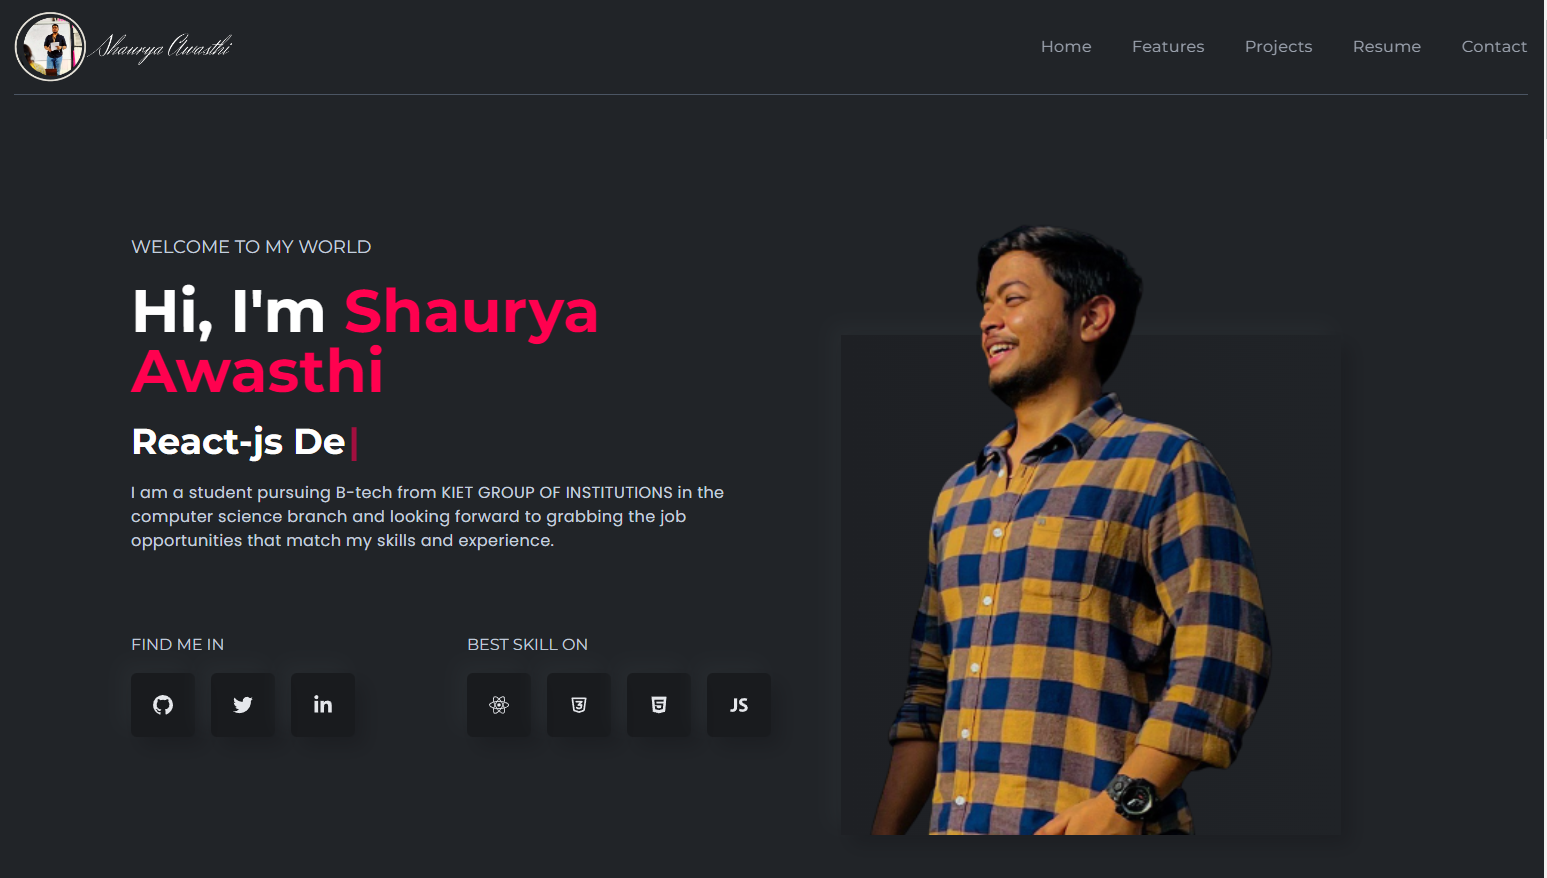 Shaurya Awasthi
Home Features Projects Resume Contact
WELCOME TO MY WORLD
Hi, I'm Shaurya
Awasthi
React-js De|
I am a student pursuing B-tech from KIET GROUP OF INSTITUTIONS in the
computer science branch and looking forward to grabbing the job
opportunities that match my skills and experience.
FIND ME IN
in
BEST SKILL ON
3 5 JS